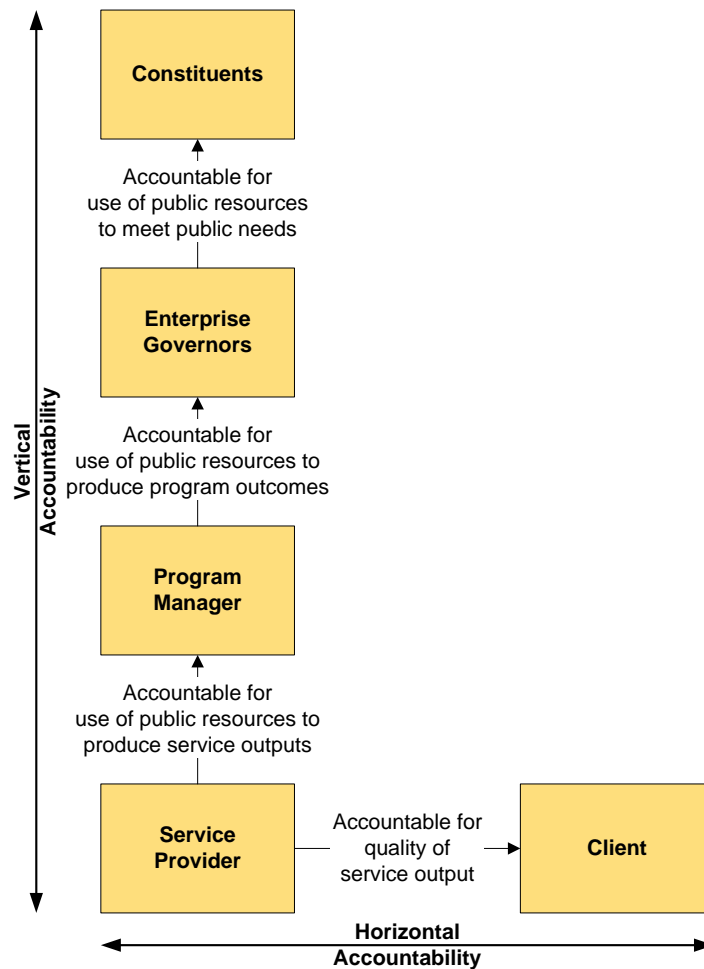 Constituents
Accountable for
use of public resources
to meet public needs
Enterprise
Governors
Accountable for
use of public resources to
produce program outcomes
Vertical
Accountability
Program
Manager
Accountable for
use of public resources to
produce service outputs
Service
Provider
Accountable for
quality of
service output
Client
Horizontal
Accountability